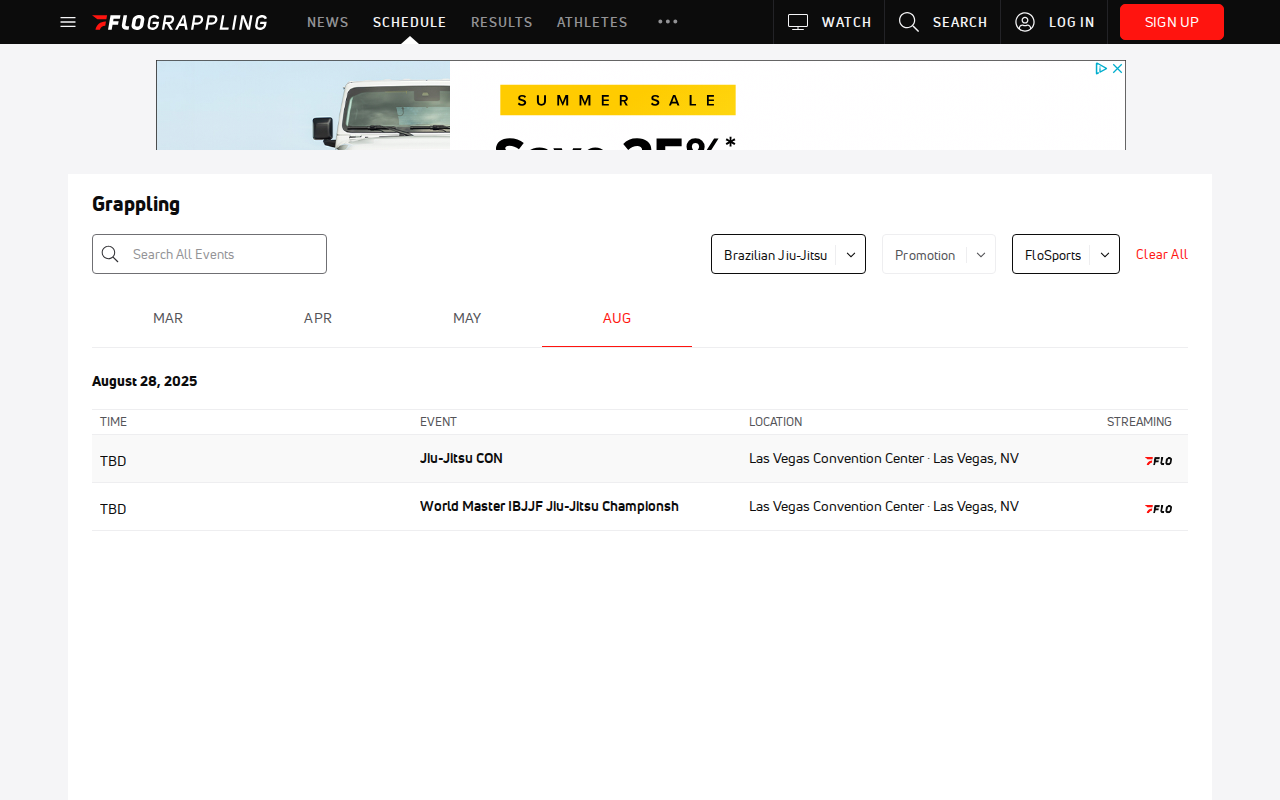 FLOGRAPPLING NEWS SCHEDULE RESULTS ATHLETES WATCH SEARCH LOG IN SIGN UP
SUMMER SALE
Save 25%*
Grappling
Search All Events Brazilian Jiu-Jitsu Promotion FloSports Clear All
MAR APR MAY AUG
August 28, 2025
TIME EVENT LOCATION STREAMING
TBD Jiu-Jitsu CON Las Vegas Convention Center · Las Vegas, NV FLO
TBD World Master IBJJF Jiu-Jitsu Championsh Las Vegas Convention Center · Las Vegas, NV FLO